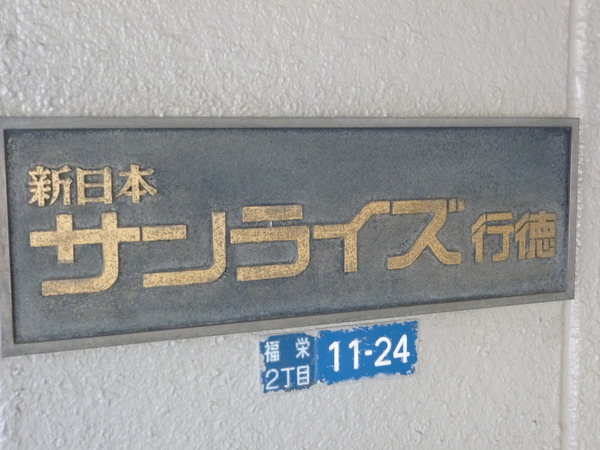 新日本
サンライズ行徳
福栄
2丁目
11-24